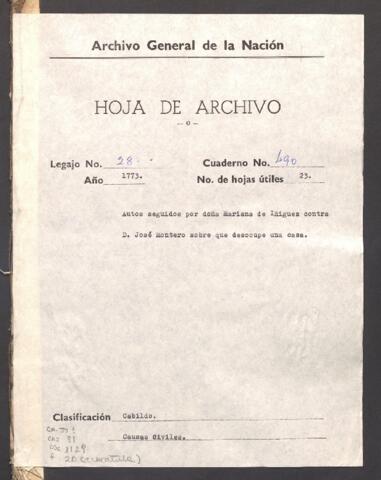 Archivo General de la Nación
HOJA DE ARCHIVO
—o—
Legajo No. 28. Cuaderno No. 490
Año 1773. No. de hojas útiles 23.
Autos seguidos por doña Mariana de Iñiguez contra
D. José Montero sobre que desocupe una casa.
Clasificación Cabildo.
Causas Civiles.